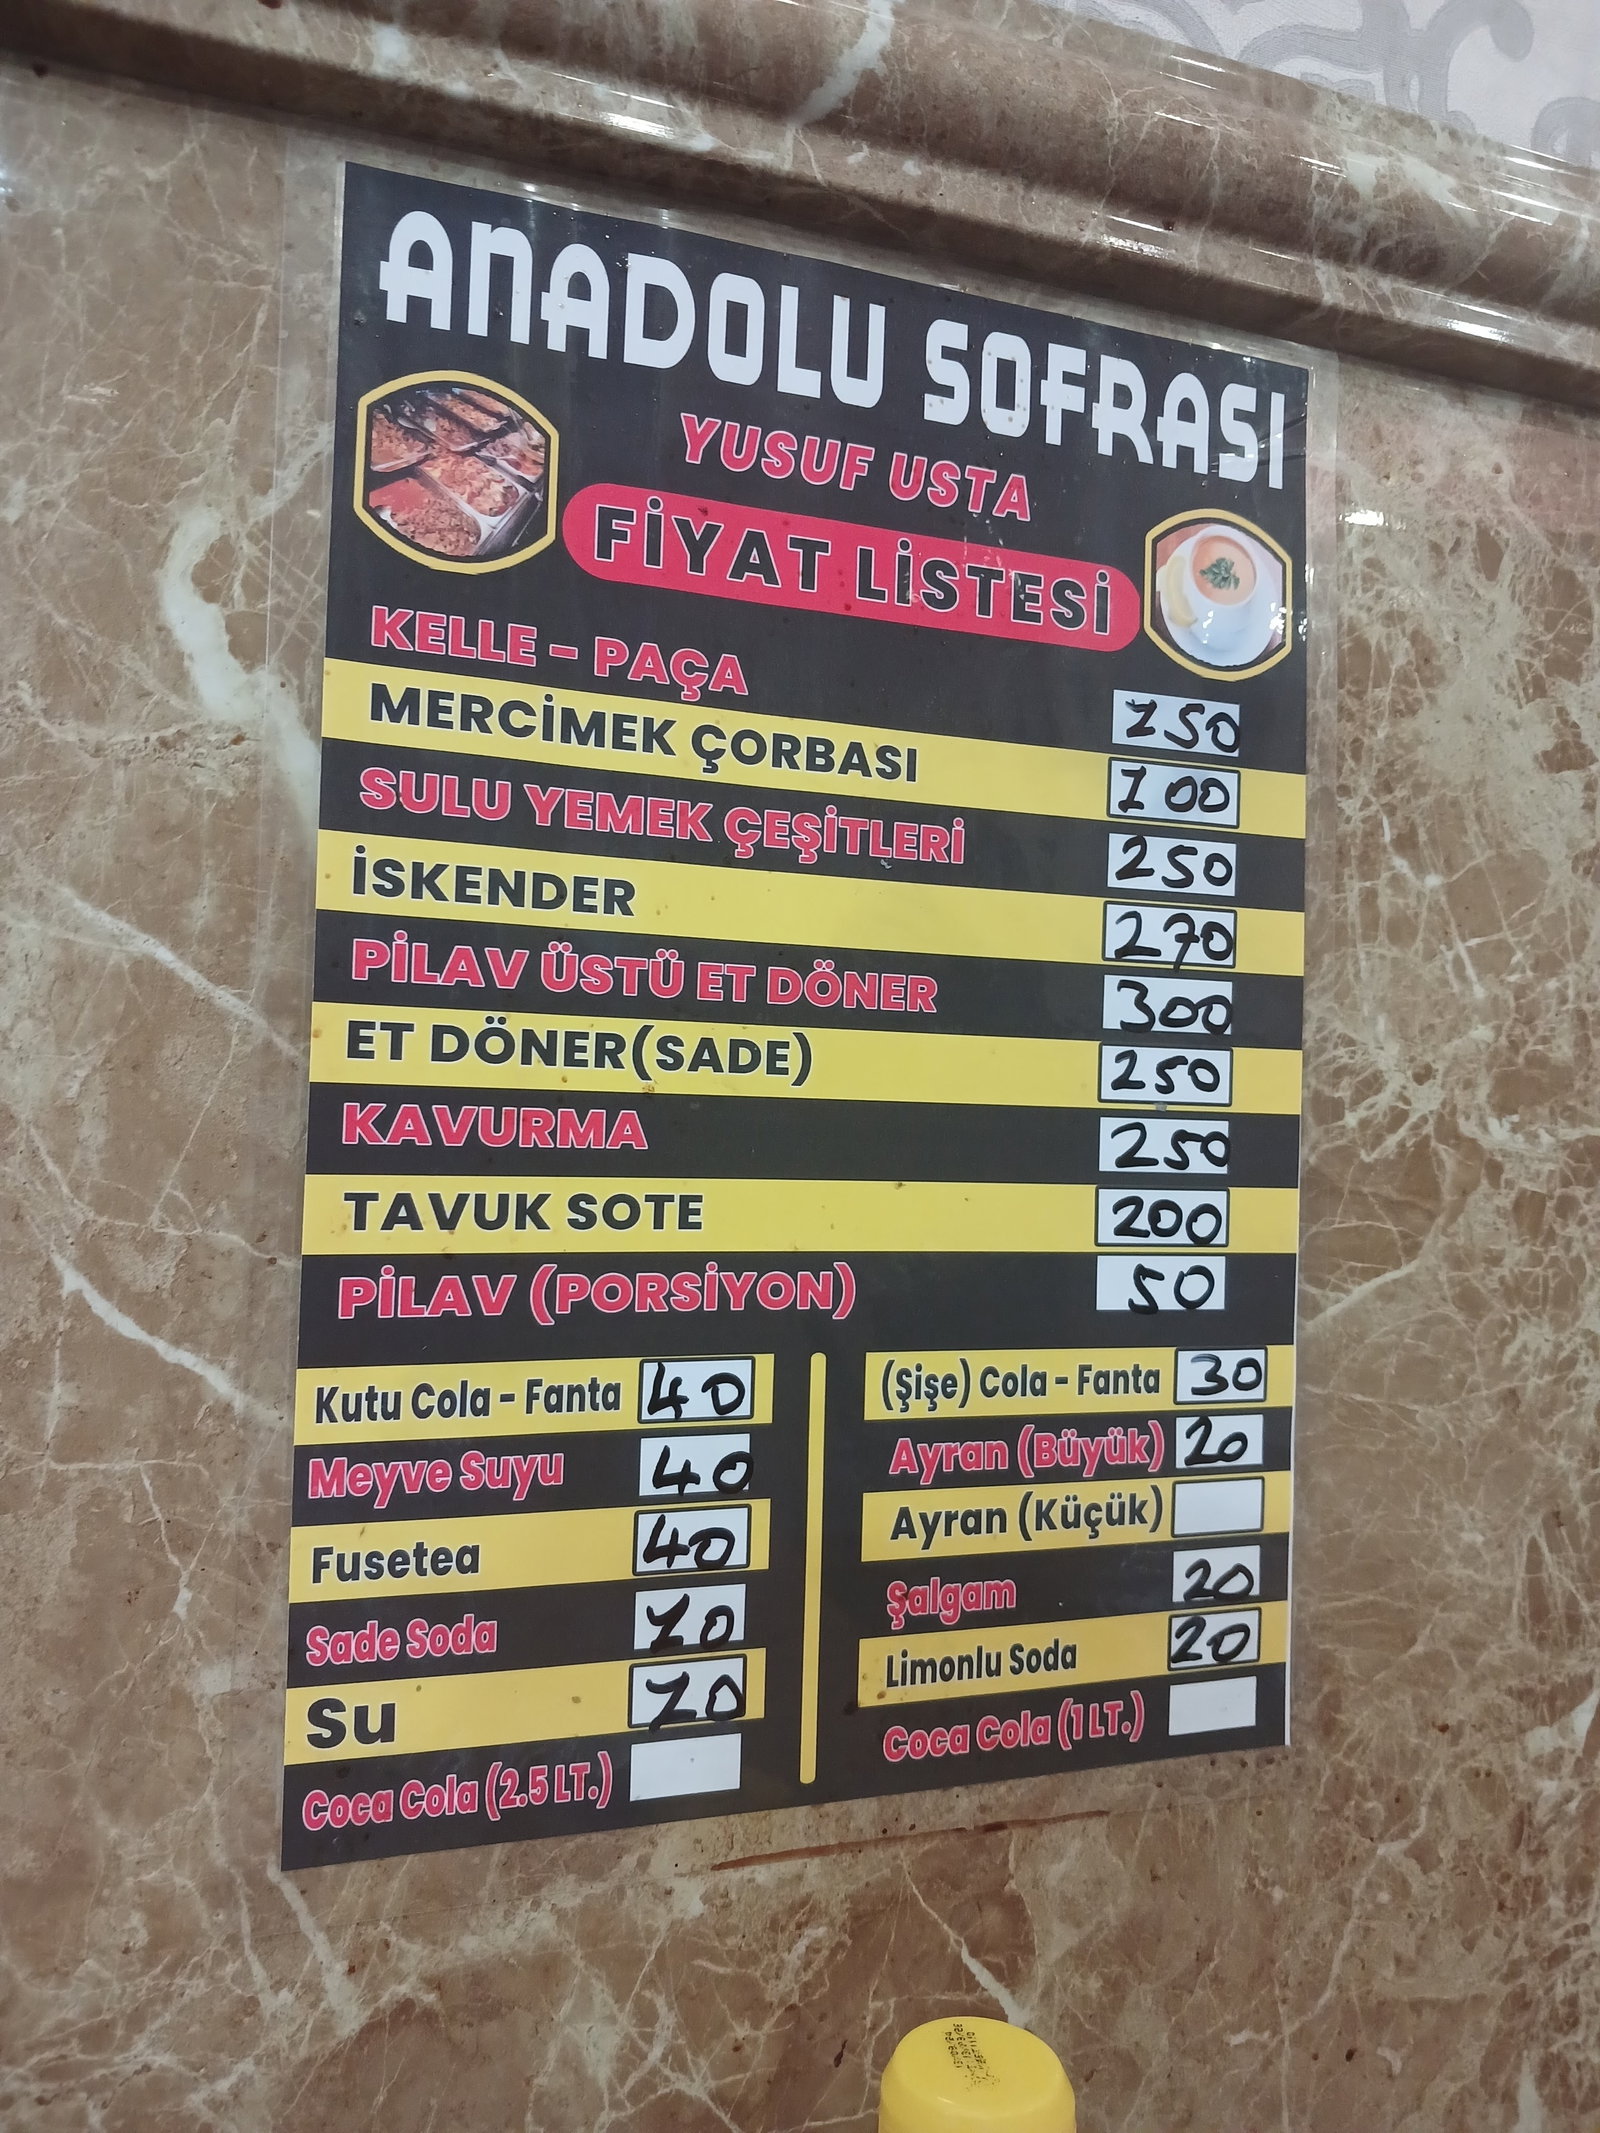 ANADOLU SOFRASI
YUSUF USTA
FİYAT LİSTESİ
KELLE - PAÇA 150
MERCİMEK ÇORBASI 100
SULU YEMEK ÇEŞİTLERİ 250
İSKENDER 270
PİLAV ÜSTÜ ET DÖNER 300
ET DÖNER(SADE) 250
KAVURMA 250
TAVUK SOTE 200
PİLAV (PORSİYON) 50
Kutu Cola - Fanta 40
Meyve Suyu 40
Fusetea 40
Sade Soda 10
Su 10
Coca Cola (2.5 LT.)
(Şişe) Cola - Fanta 30
Ayran (Büyük) 20
Ayran (Küçük)
Şalgam 20
Limonlu Soda 20
Coca Cola (1 LT.)